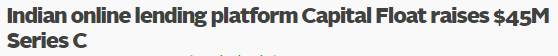 Indian online lending platform Capital Float raises $45M
Series C